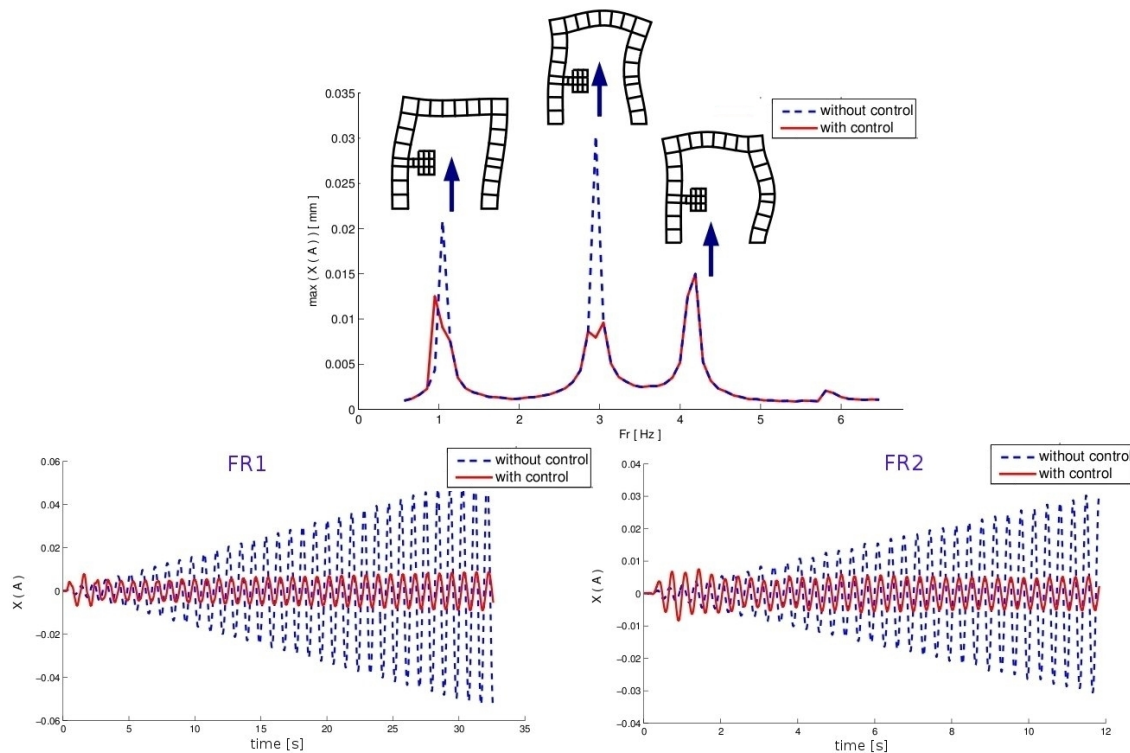 without control
with control
0.035
0.03
0.025
0.02
0.015
0.01
0.005
0
max ( X ( A ) ) [ mm ]
0 1 2 3 4 5 6
Fr [ Hz ]
FR1
without control
with control
0.06
0.04
0.02
0
−0.02
−0.04
−0.06
X ( A )
0 5 10 15 20 25 30 35
time [s]
FR2
without control
with control
0.04
0.03
0.02
0.01
0
−0.01
−0.02
−0.03
−0.04
X ( A )
0 2 4 6 8 10 12
time [s]